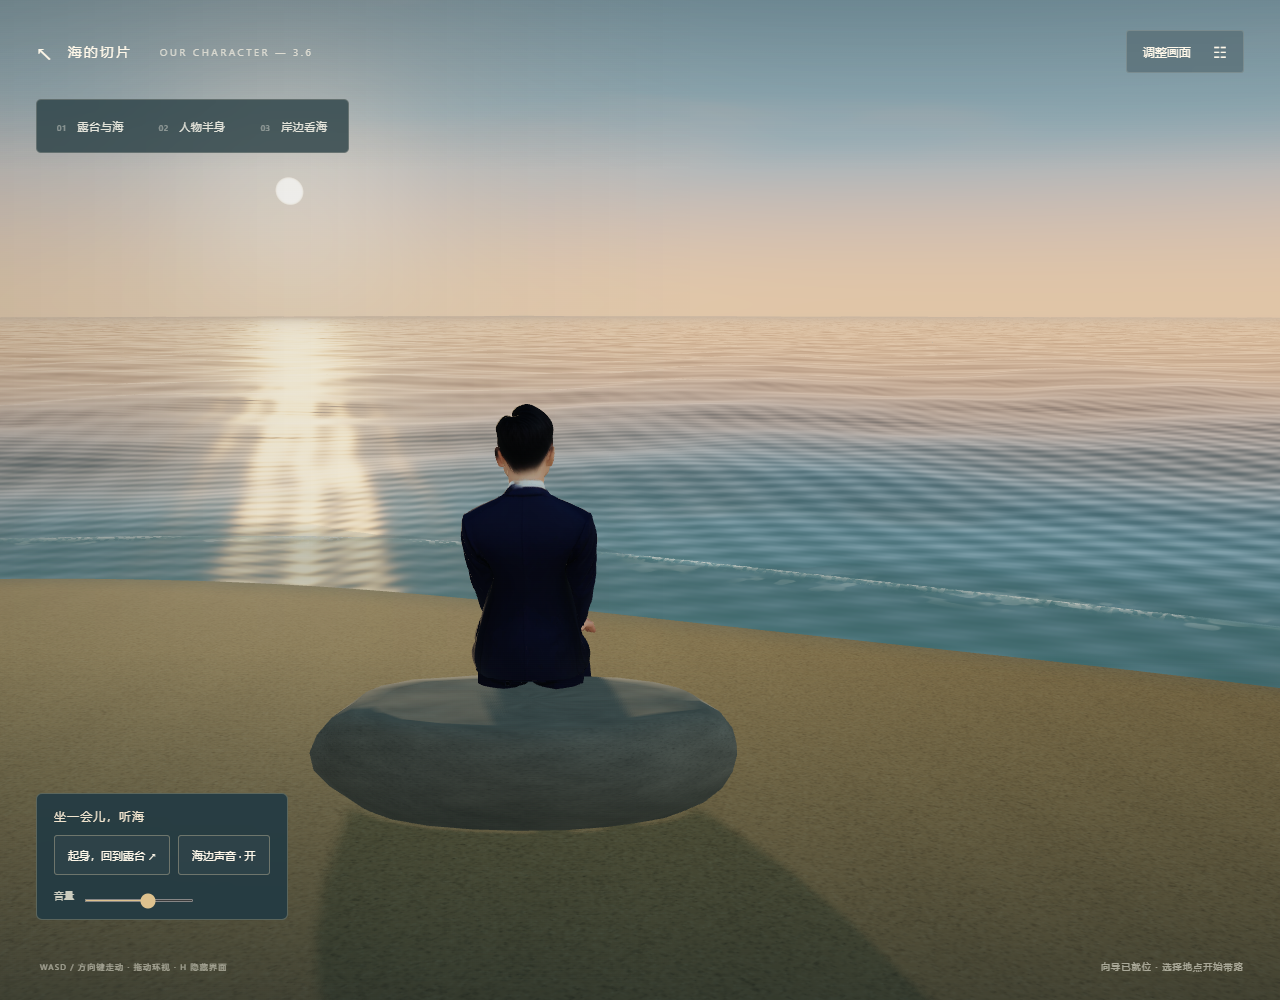 ↖ 海的切片 OUR CHARACTER — 3.6
调整画面
01 露台与海 02 人物半身 03 岸边看海
坐一会儿，听海
起身，回到露台 ↗ 海边声音 · 开
音量
WASD / 方向键走动 · 拖动环视 · H 隐藏界面
向导已就位 · 选择地点开始带路